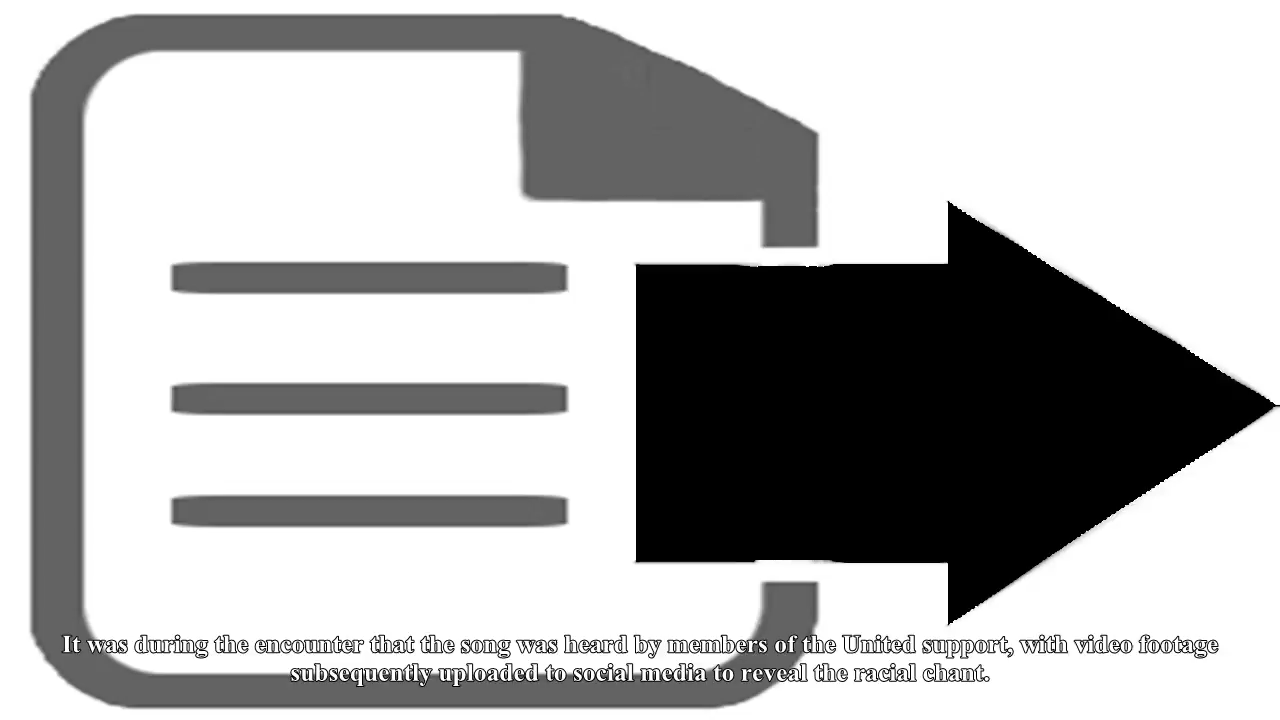 It was during the encounter that the song was heard by members of the United support, with video footage
subsequently uploaded to social media to reveal the racial chant.